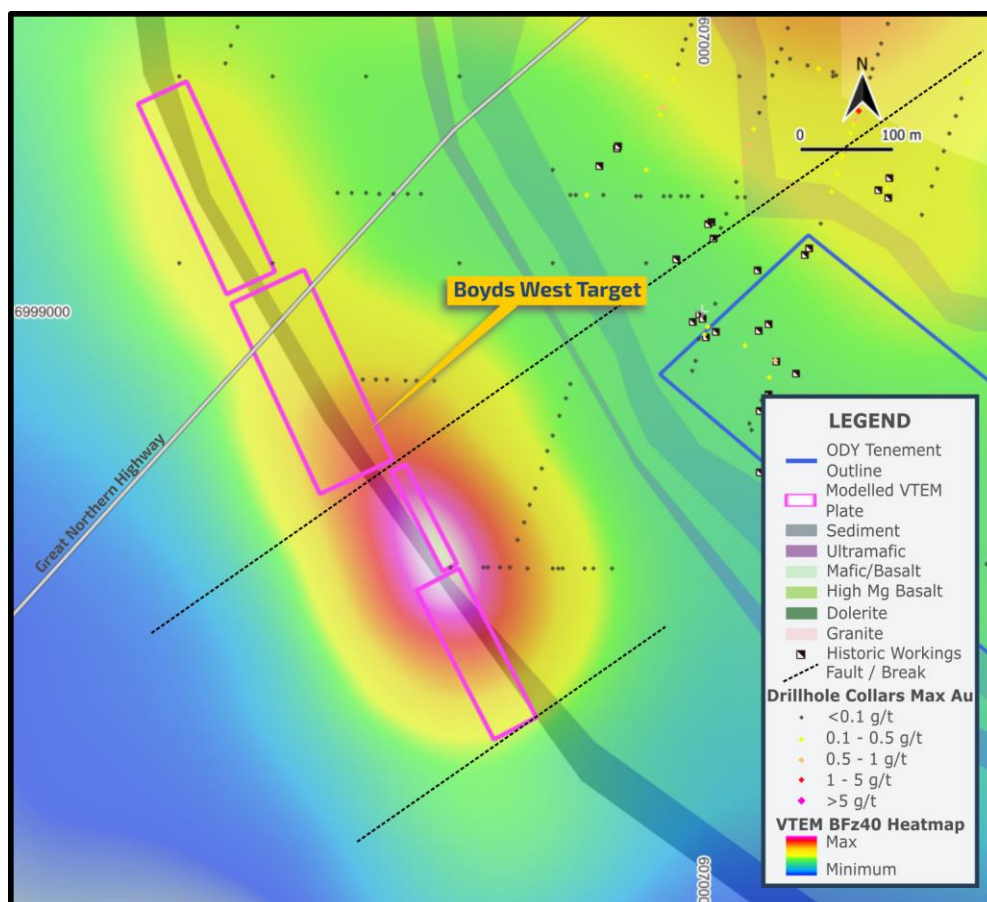 607000
N
0 100 m
Boyds West Target
6999000
Great Northern Highway
LEGEND
ODY Tenement
Outline
Modelled VTEM
Plate
Sediment
Ultramafic
Mafic/Basalt
High Mg Basalt
Dolerite
Granite
Historic Workings
Fault / Break
Drillhole Collars Max Au
<0.1 g/t
0.1 - 0.5 g/t
0.5 - 1 g/t
1 - 5 g/t
>5 g/t
VTEM BFz40 Heatmap
Max
Minimum
607000